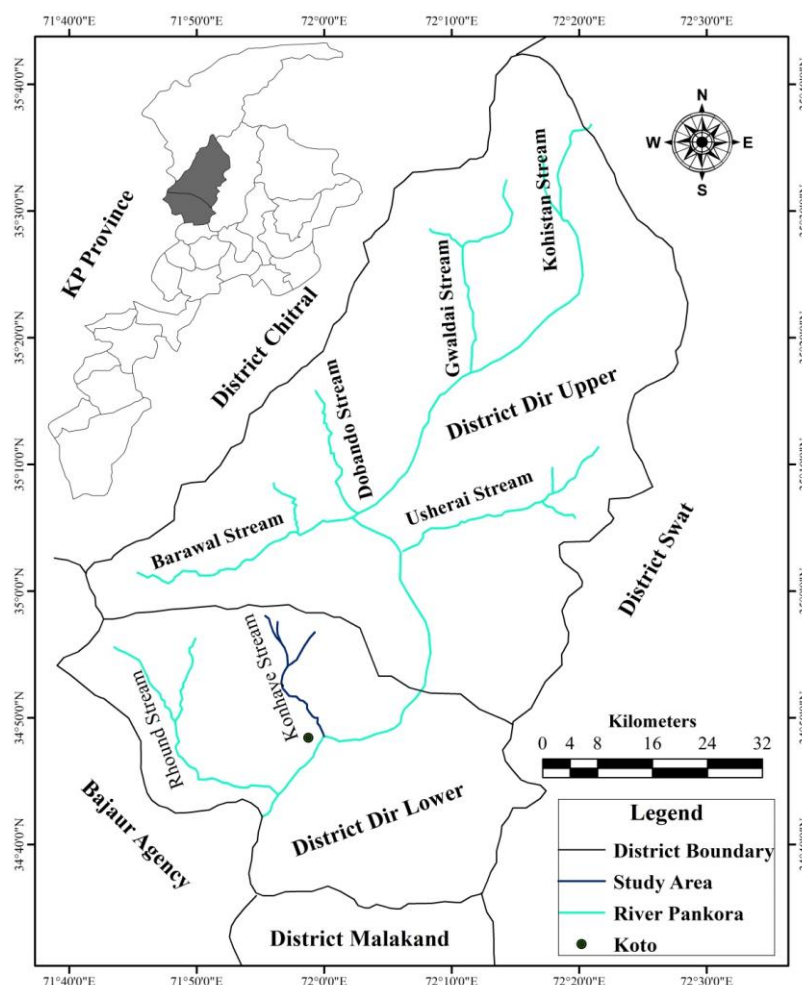 71°40'0"E 71°50'0"E 72°0'0"E 72°10'0"E 72°20'0"E 72°30'0"E
35°40'0"N
35°30'0"N
35°20'0"N
35°10'0"N
35°0'0"N
34°50'0"N
34°40'0"N
N
W E
S
KP Province
District Chitral
Kohistan Stream
Gwaldai Stream
District Dir Upper
Dobando Stream
Usherai Stream
Barawal Stream
District Swat
Konhaye Stream
Rhound Stream
Bajaur Agency
District Dir Lower
District Malakand
Kilometers
0 4 8 16 24 32
Legend
District Boundary
Study Area
River Pankora
Koto
71°40'0"E 71°50'0"E 72°0'0"E 72°10'0"E 72°20'0"E 72°30'0"E